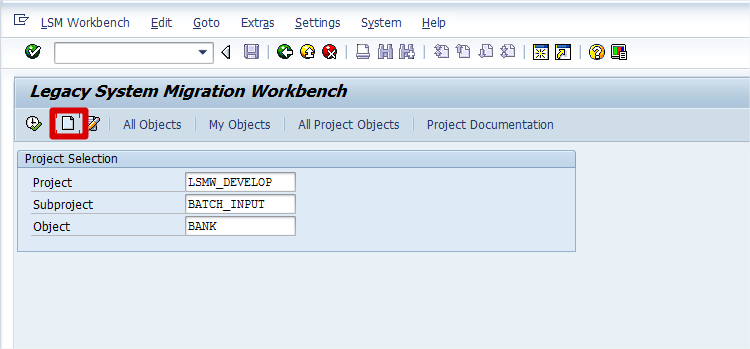 LSM Workbench Edit Goto Extras Settings System Help
Legacy System Migration Workbench
All Objects My Objects All Project Objects Project Documentation
Project Selection
Project LSMW_DEVELOP
Subproject BATCH_INPUT
Object BANK